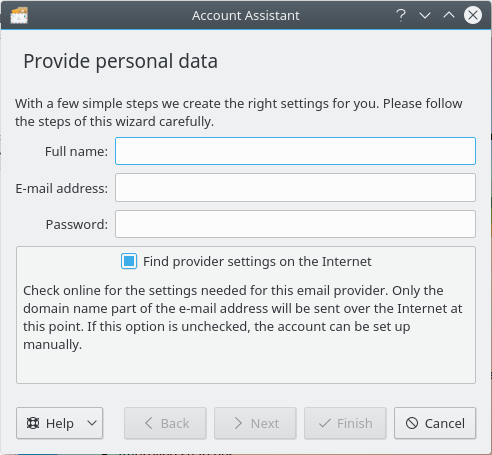 Account Assistant
Provide personal data
With a few simple steps we create the right settings for you. Please follow
the steps of this wizard carefully.
Full name:
E-mail address:
Password:
Find provider settings on the Internet
Check online for the settings needed for this email provider. Only the
domain name part of the e-mail address will be sent over the Internet at
this point. If this option is unchecked, the account can be set up
manually.
Help
Back
Next
Finish
Cancel